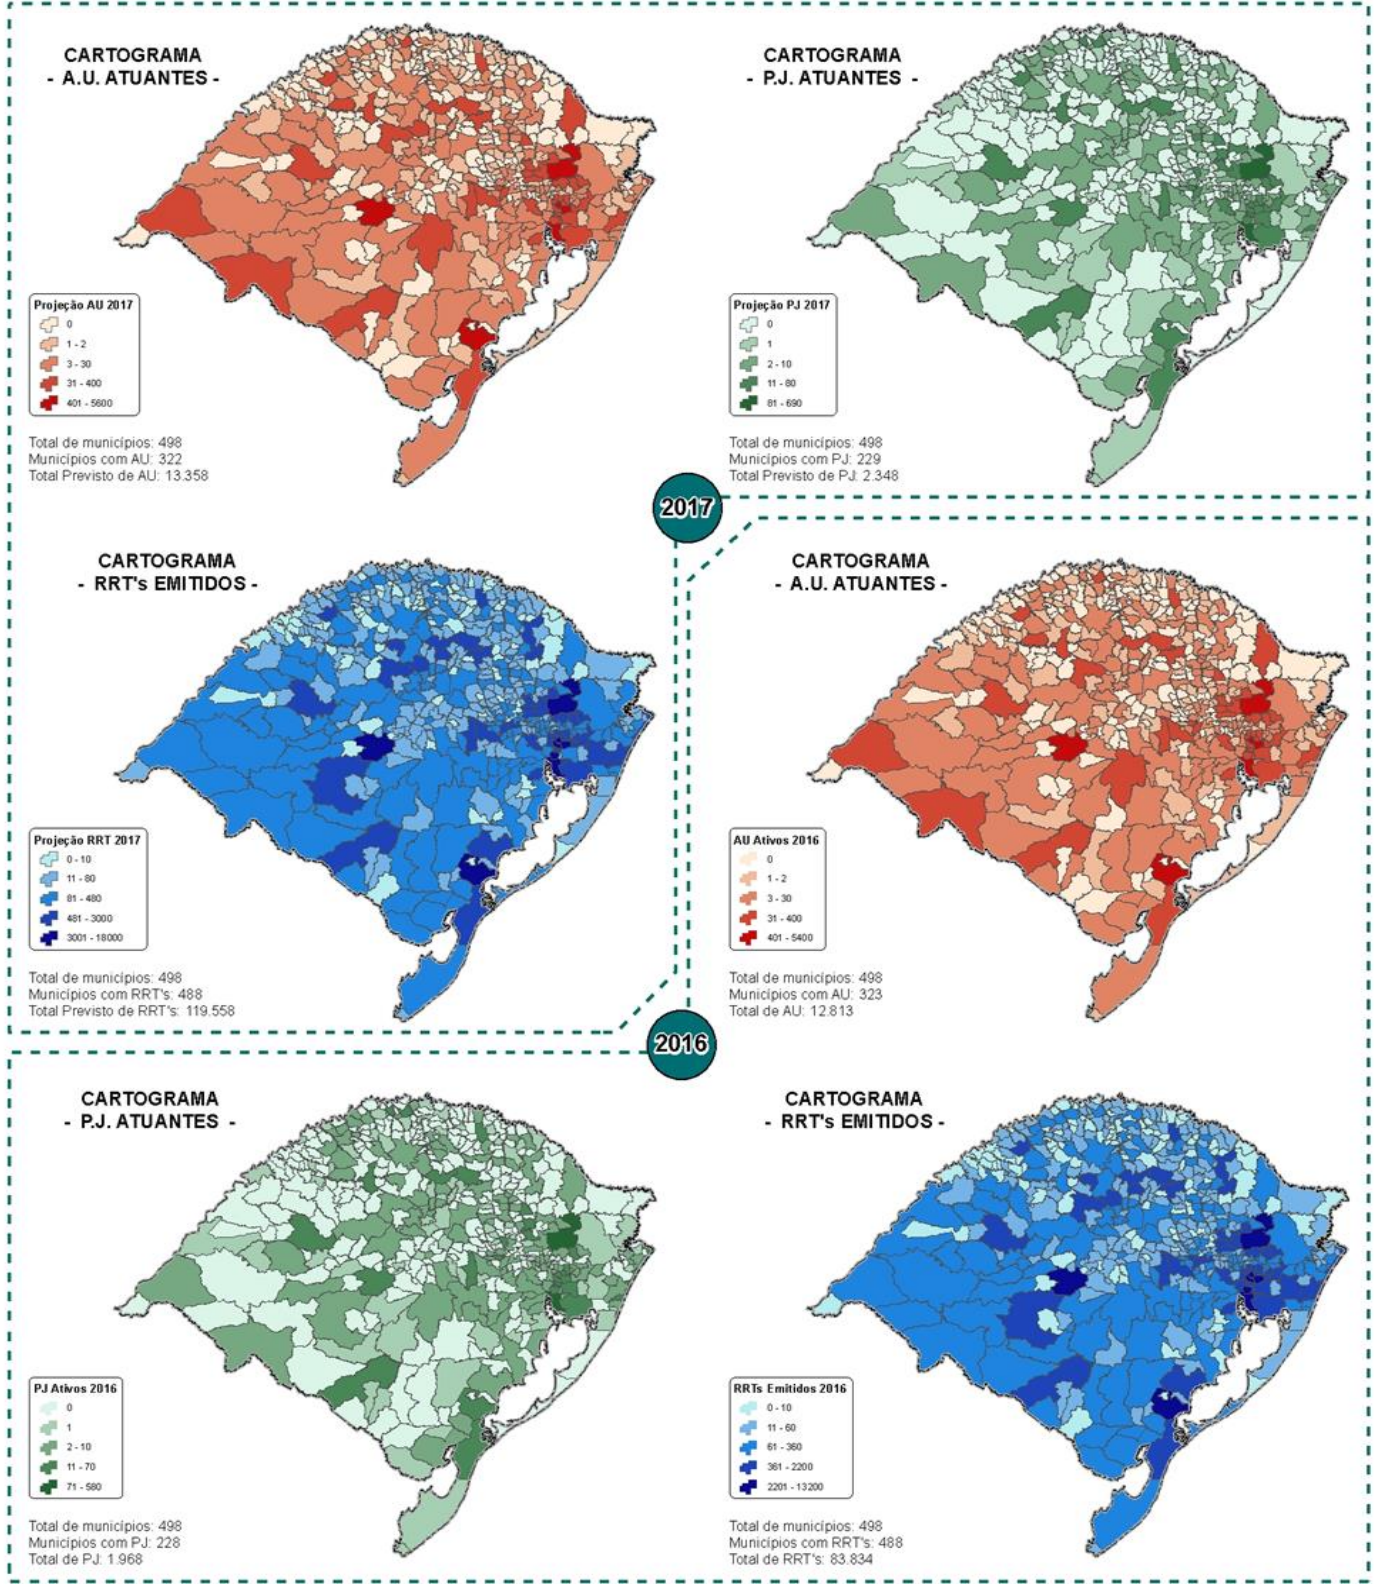 CARTOGRAMA
- A.U. ATUANTES -
Projeção AU 2017
0
1 - 2
3 - 30
31 - 400
401 - 5600
Total de municípios: 498
Municípios com AU: 322
Total Previsto de AU: 13.358
CARTOGRAMA
- P.J. ATUANTES -
Projeção PJ 2017
0
1
2 - 10
11 - 80
81 - 690
Total de municípios: 498
Municípios com PJ: 229
Total Previsto de PJ: 2.348
2017
CARTOGRAMA
- RRT's EMITIDOS -
Projeção RRT 2017
0 - 10
11 - 80
81 - 480
481 - 3000
3001 - 18000
Total de municípios: 498
Municípios com RRT's: 488
Total Previsto de RRT's: 119.558
CARTOGRAMA
- A.U. ATUANTES -
AU Ativos 2016
0
1 - 2
3 - 30
31 - 400
401 - 5400
Total de municípios: 498
Municípios com AU: 323
Total de AU: 12.813
2016
CARTOGRAMA
- P.J. ATUANTES -
PJ Ativos 2016
0
1
2 - 10
11 - 70
71 - 580
Total de municípios: 498
Municípios com PJ: 228
Total de PJ: 1.968
CARTOGRAMA
- RRT's EMITIDOS -
RRTs Emitidos 2016
0 - 10
11 - 60
61 - 360
361 - 2200
2201 - 13200
Total de municípios: 498
Municípios com RRT's: 488
Total de RRT's: 83.834